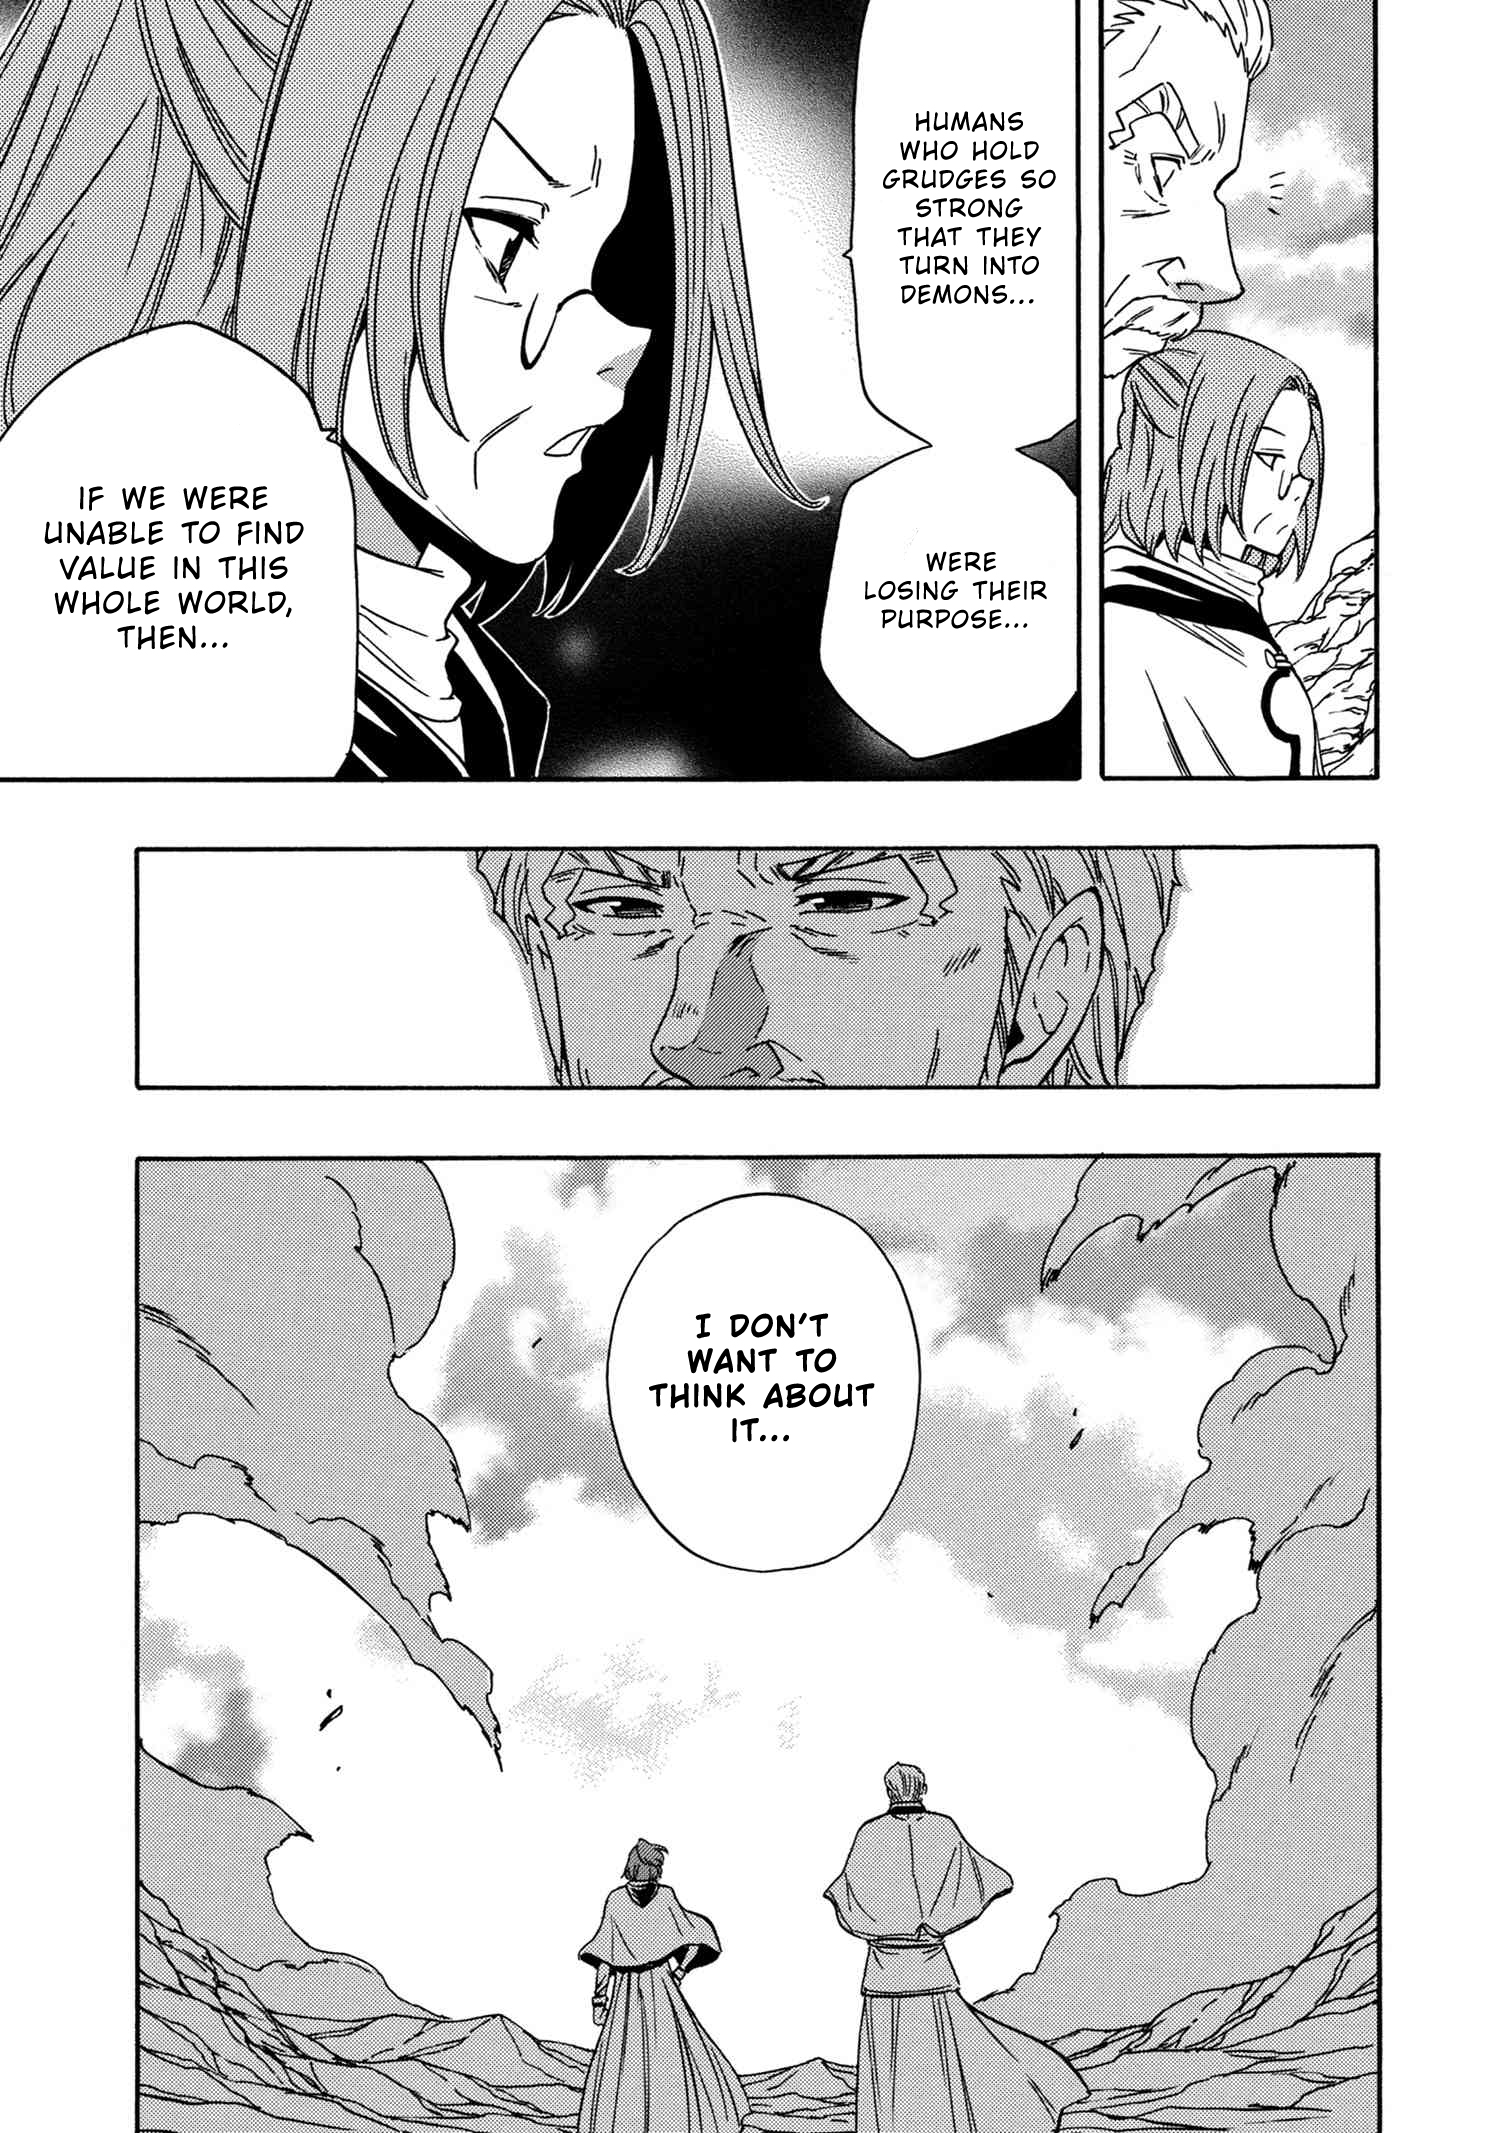 HUMANS
WHO HOLD
GRUDGES SO
STRONG
THAT THEY
TURN INTO
DEMONS...
WERE
LOSING THEIR
PURPOSE...
IF WE WERE
UNABLE TO FIND
VALUE IN THIS
WHOLE WORLD,
THEN...
I DON'T
WANT TO
THINK ABOUT
IT...